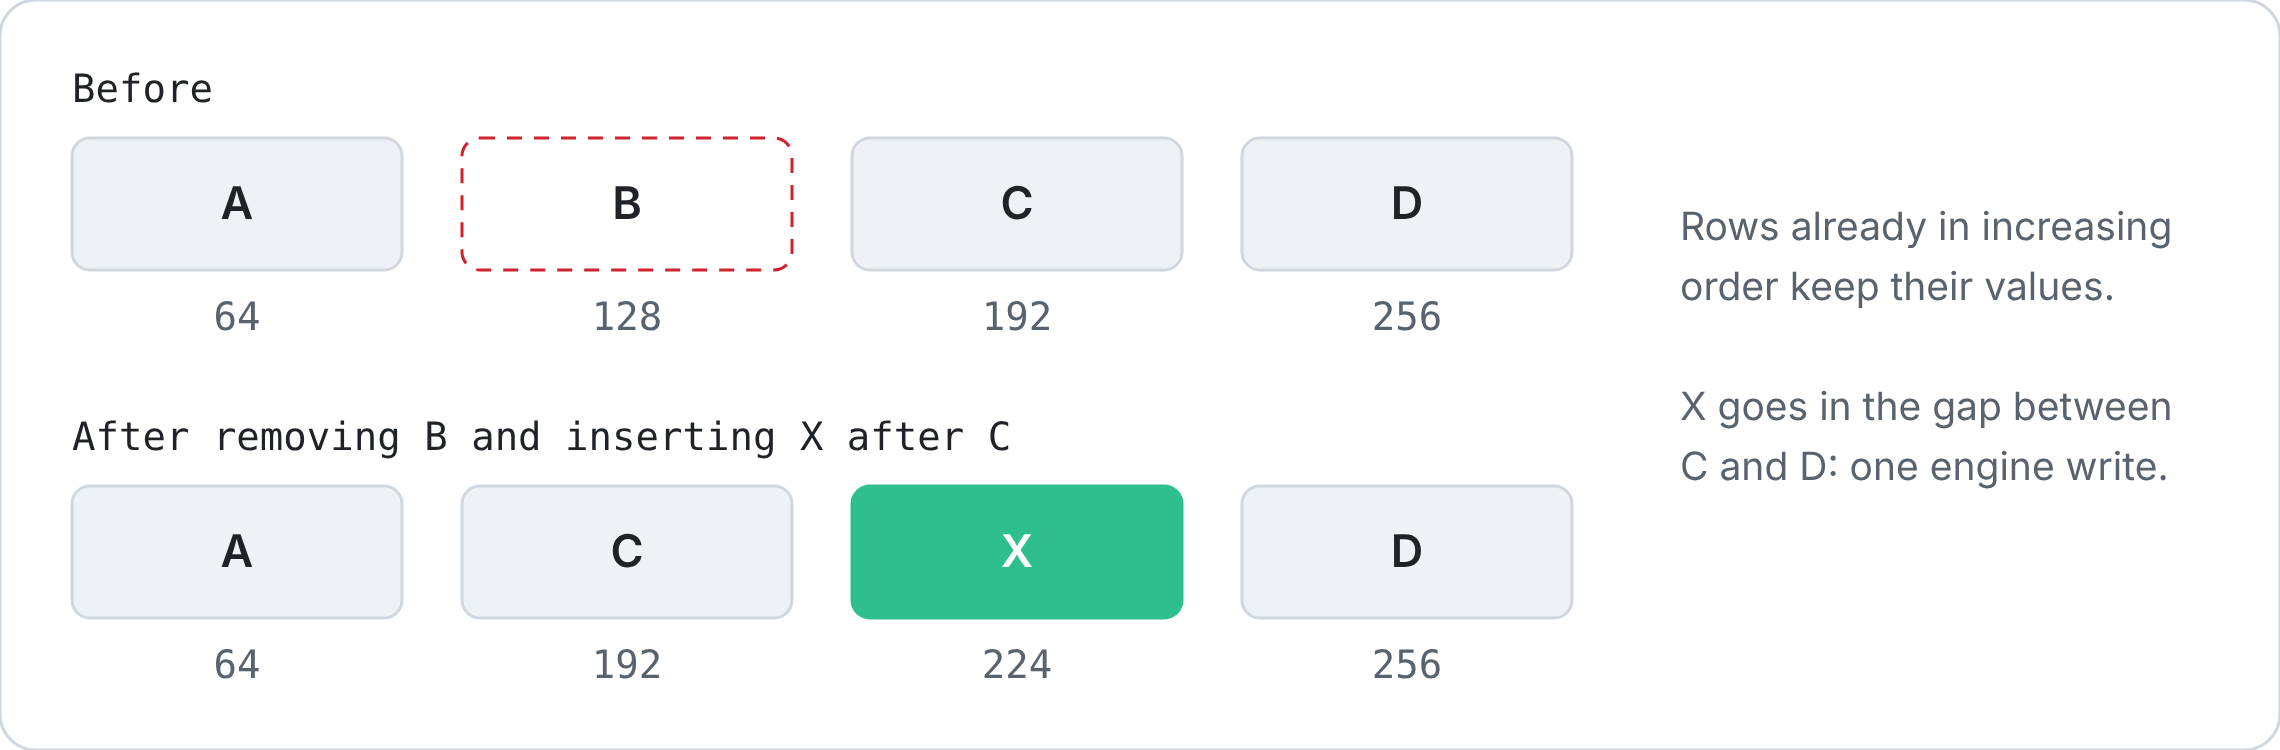 Before
A B C D
64 128 192 256
Rows already in increasing
order keep their values.
X goes in the gap between
C and D: one engine write.
After removing B and inserting X after C
A C X D
64 192 224 256